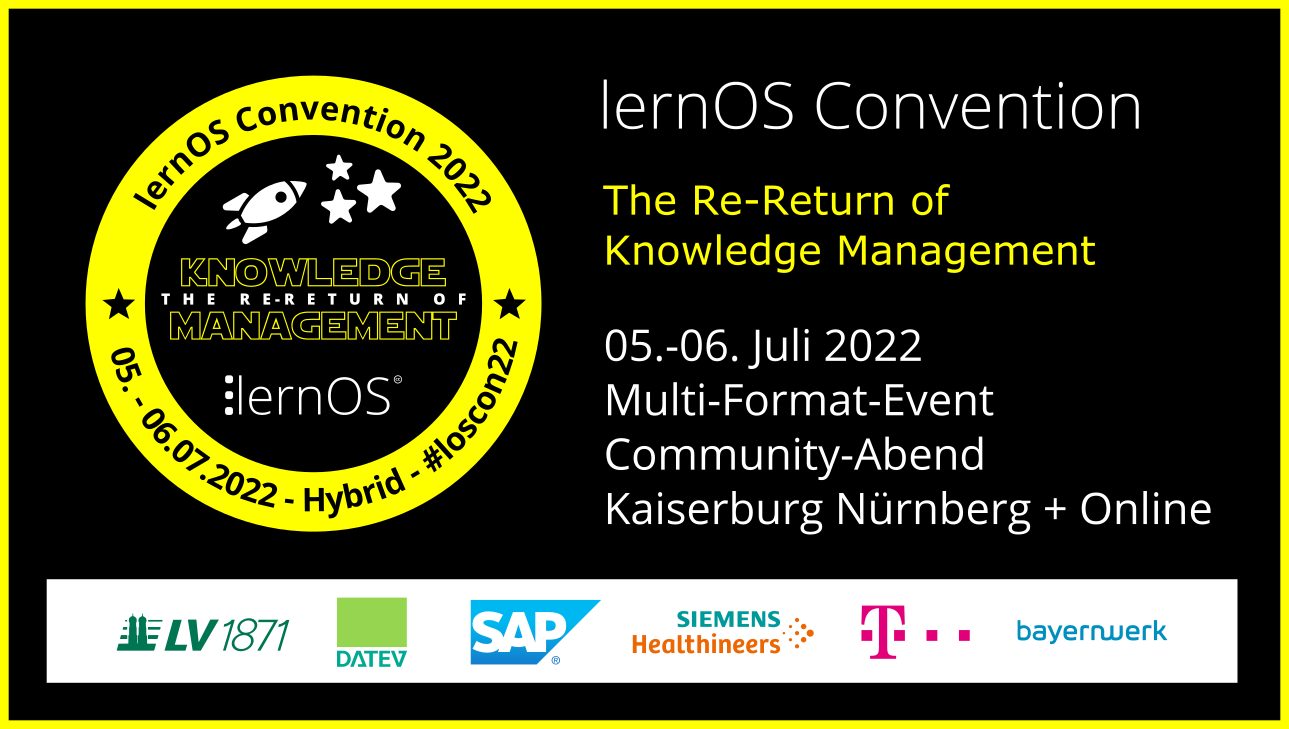 lernOS Convention 2022
KNOWLEDGE
THE RE-RETURN OF
MANAGEMENT
lernOS
05. - 06.07.2022 - Hybrid - #loscon22
lernOS Convention
The Re-Return of
Knowledge Management
05.-06. Juli 2022
Multi-Format-Event
Community-Abend
Kaiserburg Nürnberg + Online
LV 1871
DATEV
SAP®
SIEMENS
Healthineers
T
bayernwerk